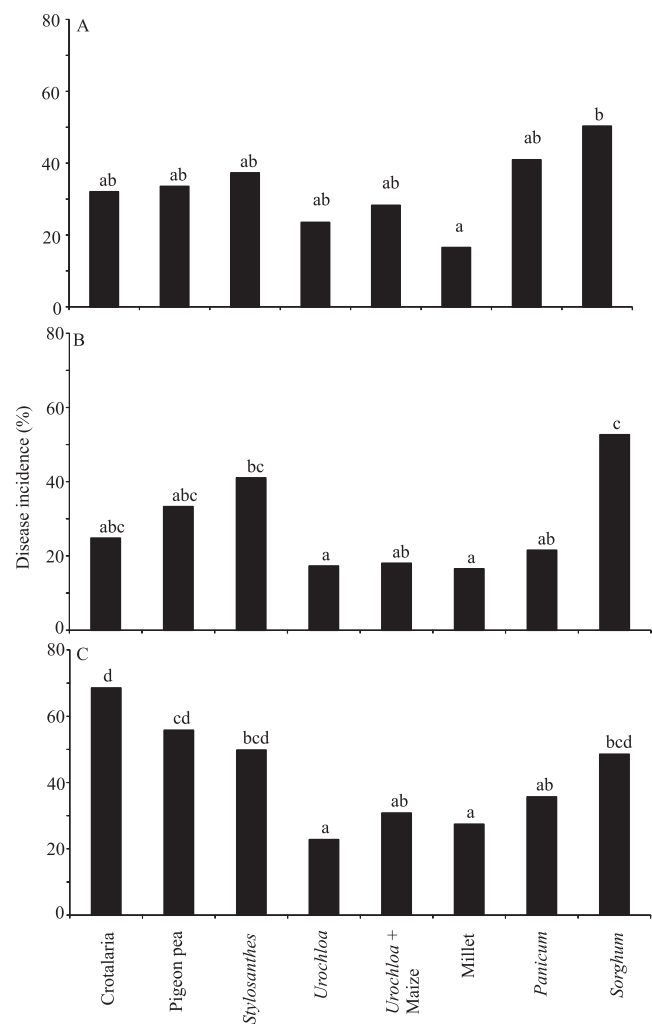 80
A
60
40
20
0
ab
ab
ab
ab
ab
a
ab
b
80
B
60
40
20
0
abc
abc
bc
a
ab
a
ab
c
Disease incidence (%)
80
C
60
40
20
0
d
cd
bcd
a
ab
a
ab
bcd
Crotalaria
Pigeon pea
Stylosanthes
Urochloa
Urochloa +
Maize
Millet
Panicum
Sorghum